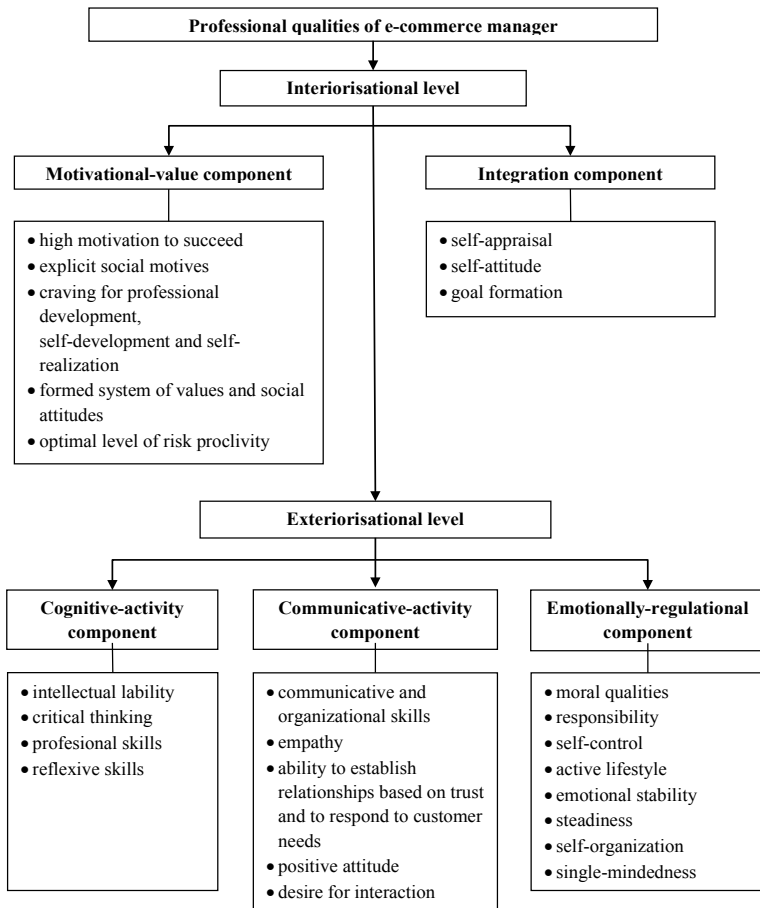 Professional qualities of e-commerce manager
Interiorisational level
Motivational-value component
• high motivation to succeed
• explicit social motives
• craving for professional
development,
self-development and self-
realization
• formed system of values and social
attitudes
• optimal level of risk proclivity
Integration component
• self-appraisal
• self-attitude
• goal formation
Exteriorisational level
Cognitive-activity
component
• intellectual lability
• critical thinking
• profesional skills
• reflexive skills
Communicative-activity
component
• communicative and
organizational skills
• empathy
• ability to establish
relationships based on trust
and to respond to customer
needs
• positive attitude
• desire for interaction
Emotionally-regulational
component
• moral qualities
• responsibility
• self-control
• active lifestyle
• emotional stability
• steadiness
• self-organization
• single-mindedness